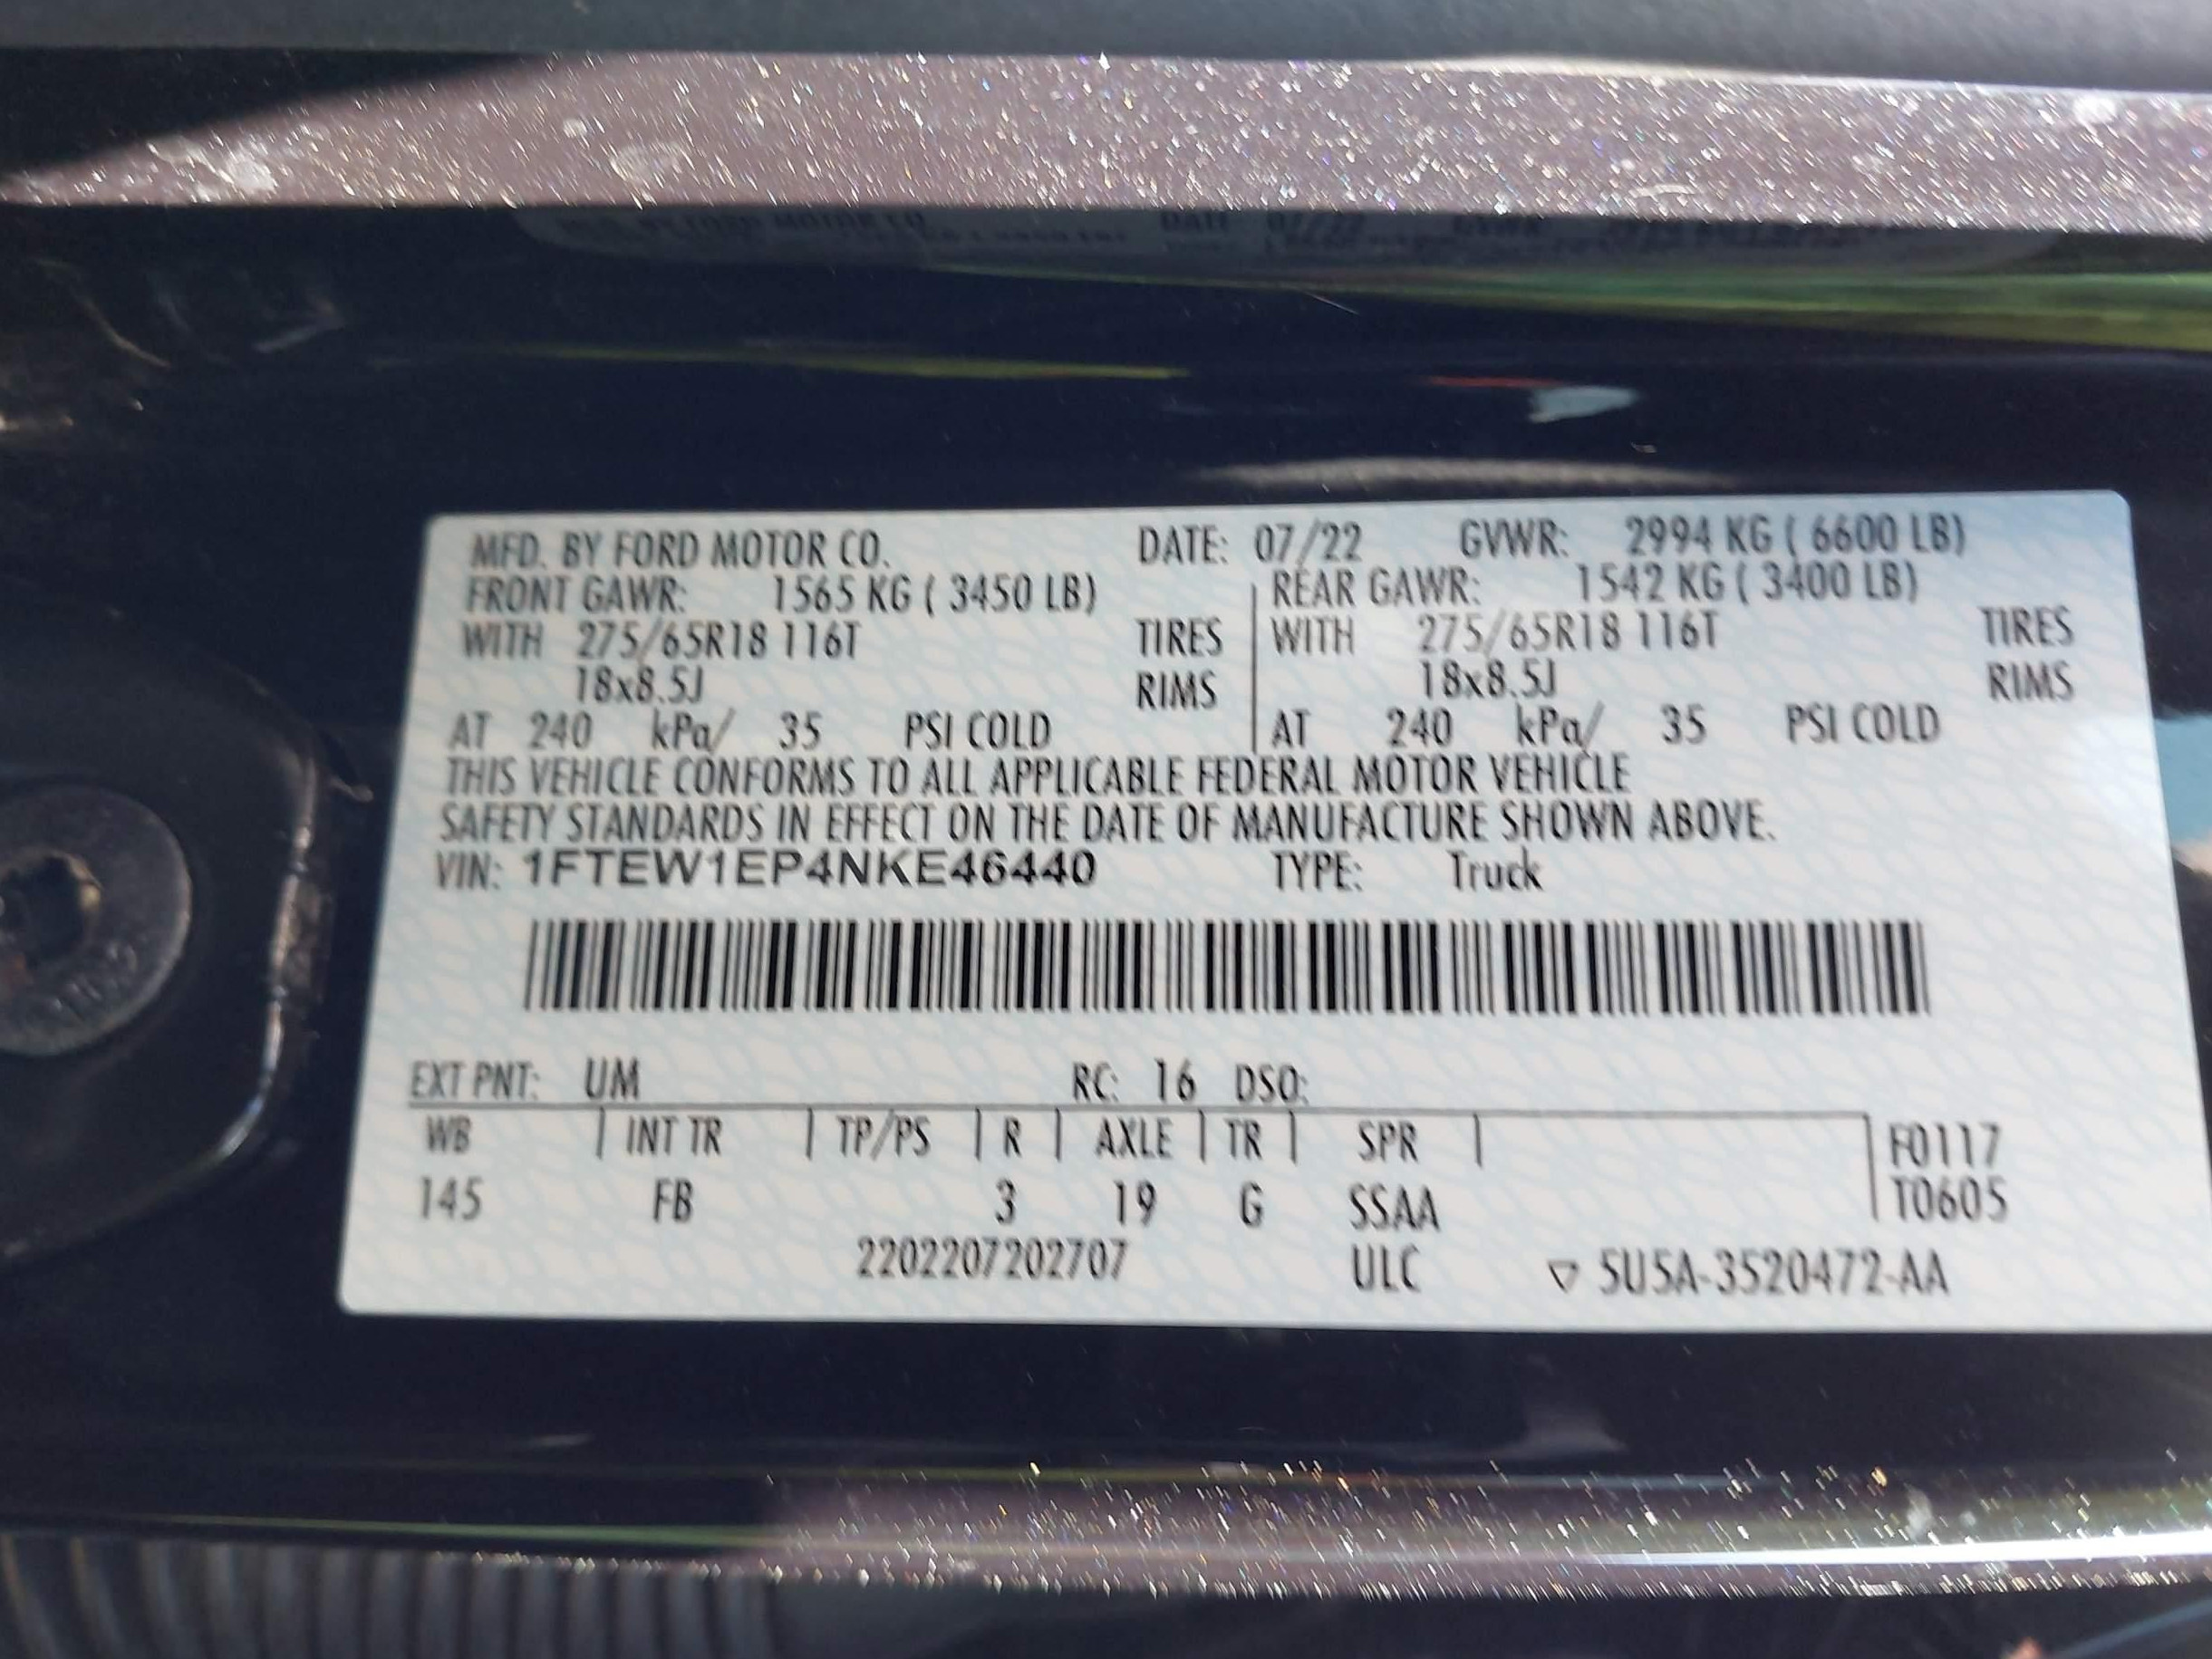 MFD. BY FORD MOTOR CO. DATE: 07/22 GVWR: 2994 KG ( 6600 LB)
FRONT GAWR: 1565 KG ( 3450 LB) REAR GAWR: 1542 KG ( 3400 LB)
WITH 275/65R18 116T TIRES WITH 275/65R18 116T TIRES
18x8.5J RIMS 18x8.5J RIMS
AT 240 kPa/ 35 PSI COLD AT 240 kPa/ 35 PSI COLD
THIS VEHICLE CONFORMS TO ALL APPLICABLE FEDERAL MOTOR VEHICLE
SAFETY STANDARDS IN EFFECT ON THE DATE OF MANUFACTURE SHOWN ABOVE.
VIN: 1FTEW1EP4NKE46440 TYPE: Truck
EXT PNT: UM RC: 16 DSO:
WB INT TR TP/PS R AXLE TR SPR F0117
145 FB 3 19 G SSAA T0605
2202207202707 ULC ▽ 5U5A-3520472-AA